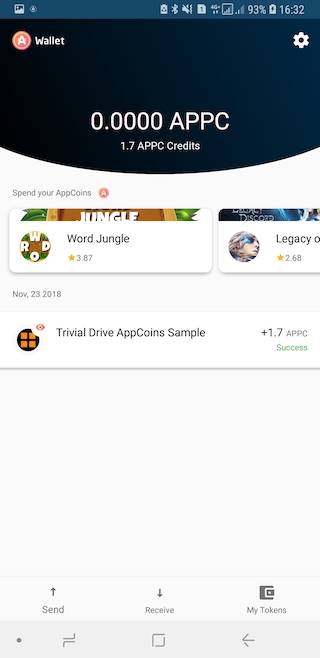 4G+ 93% 16:32
Wallet
0.0000 APPC
1.7 APPC Credits
Spend your AppCoins
JUNGLE
WORD
Word Jungle
3.87
LEGACY
DISCORD
Legacy o
2.68
Nov, 23 2018
Trivial Drive AppCoins Sample
+1.7 APPC
Success
Send
Receive
My Tokens